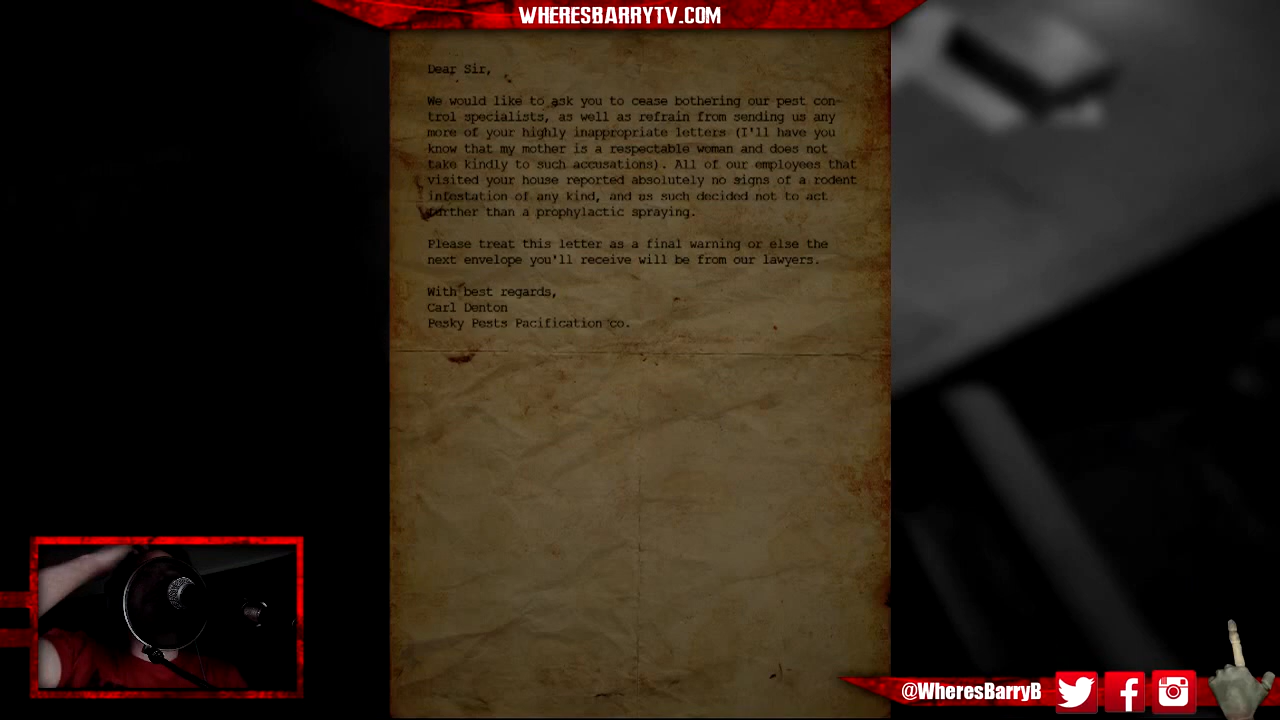 WHERESBARRYTV.COM
Dear Sir,
We would like to ask you to cease bothering our pest con-
trol specialists, as well as refrain from sending us any
more of your highly inappropriate letters (I'll have you
know that my mother is a respectable woman and does not
take kindly to such accusations). All of our employees that
visited your house reported absolutely no signs of a rodent
infestation of any kind, and as such decided not to act
further than a prophylactic spraying.
Please treat this letter as a final warning or else the
next envelope you'll receive will be from our lawyers.
With best regards,
Carl Denton
Pesky Pests Pacification co.
@WheresBarryB